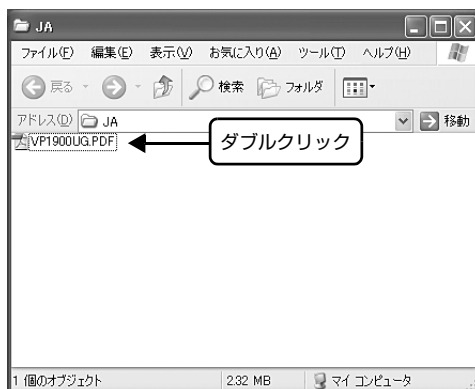 JA
ファイル(F) 編集(E) 表示(V) お気に入り(A) ツール(T) ヘルプ(H)
戻る 検索 フォルダ
アドレス(D) JA 移動
VP1900UG.PDF
ダブルクリック
1 個のオブジェクト 2.32 MB マイ コンピュータ